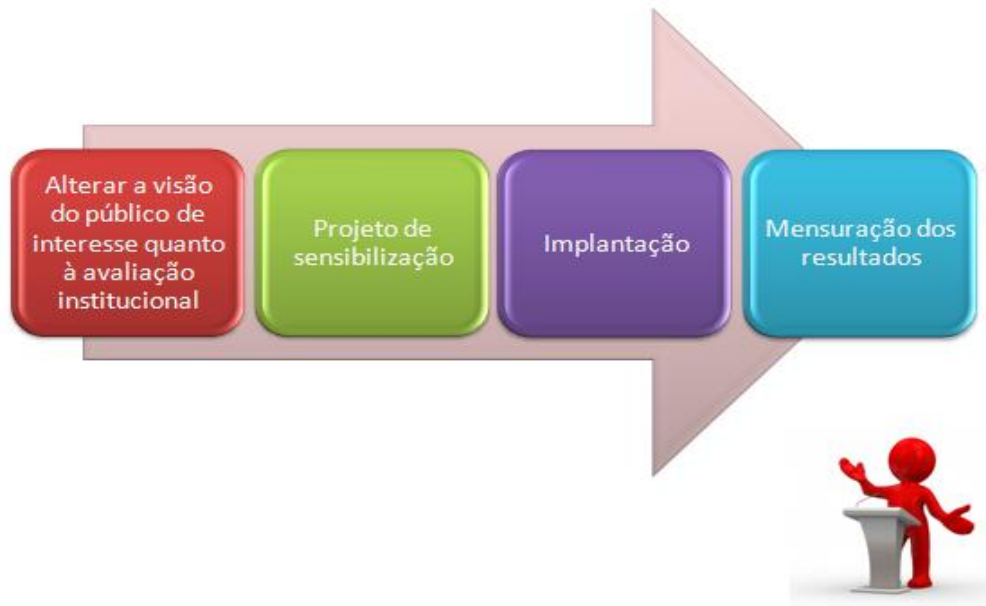 Alterar a visão
do público de
interesse quanto
à avaliação
institucional
Projeto de
sensibilização
Implantação
Mensuração dos
resultados